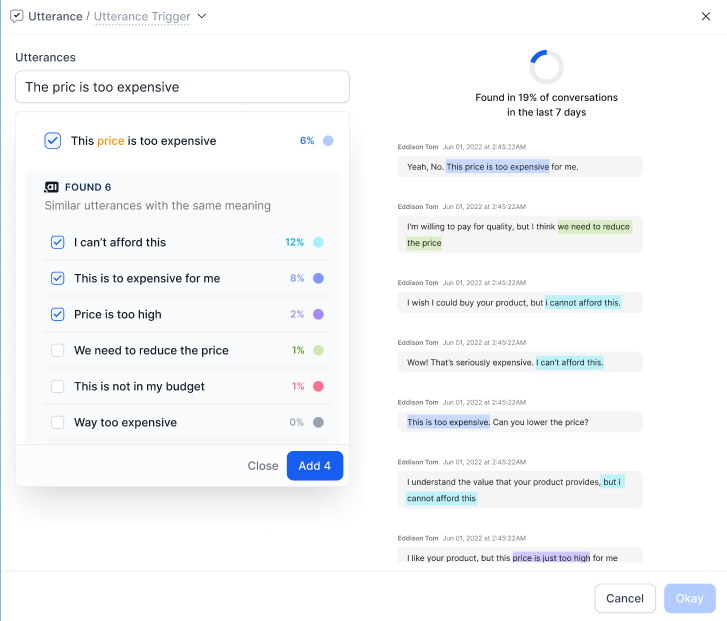 Utterance / Utterance Trigger
Utterances
The pric is too expensive
This price is too expensive 6%
.ai FOUND 6
Similar utterances with the same meaning
I can't afford this 12%
This is to expensive for me 8%
Price is too high 2%
We need to reduce the price 1%
This is not in my budget 1%
Way too expensive 0%
Close Add 4
Found in 19% of conversations
in the last 7 days
Eddison Tom Jun 01, 2022 at 2:45:22AM
Yeah, No. This price is too expensive for me.
Eddison Tom Jun 01, 2022 at 2:45:22AM
I'm willing to pay for quality, but I think we need to reduce
the price
Eddison Tom Jun 01, 2022 at 2:45:22AM
I wish I could buy your product, but i cannot afford this.
Eddison Tom Jun 01, 2022 at 2:45:22AM
Wow! That's seriously expensive. I can't afford this.
Eddison Tom Jun 01, 2022 at 2:45:22AM
This is too expensive. Can you lower the price?
Eddison Tom Jun 01, 2022 at 2:45:22AM
I understand the value that your product provides, but i
cannot afford this
Eddison Tom Jun 01, 2022 at 2:45:22AM
I like your product, but this price is just too high for me
Cancel Okay